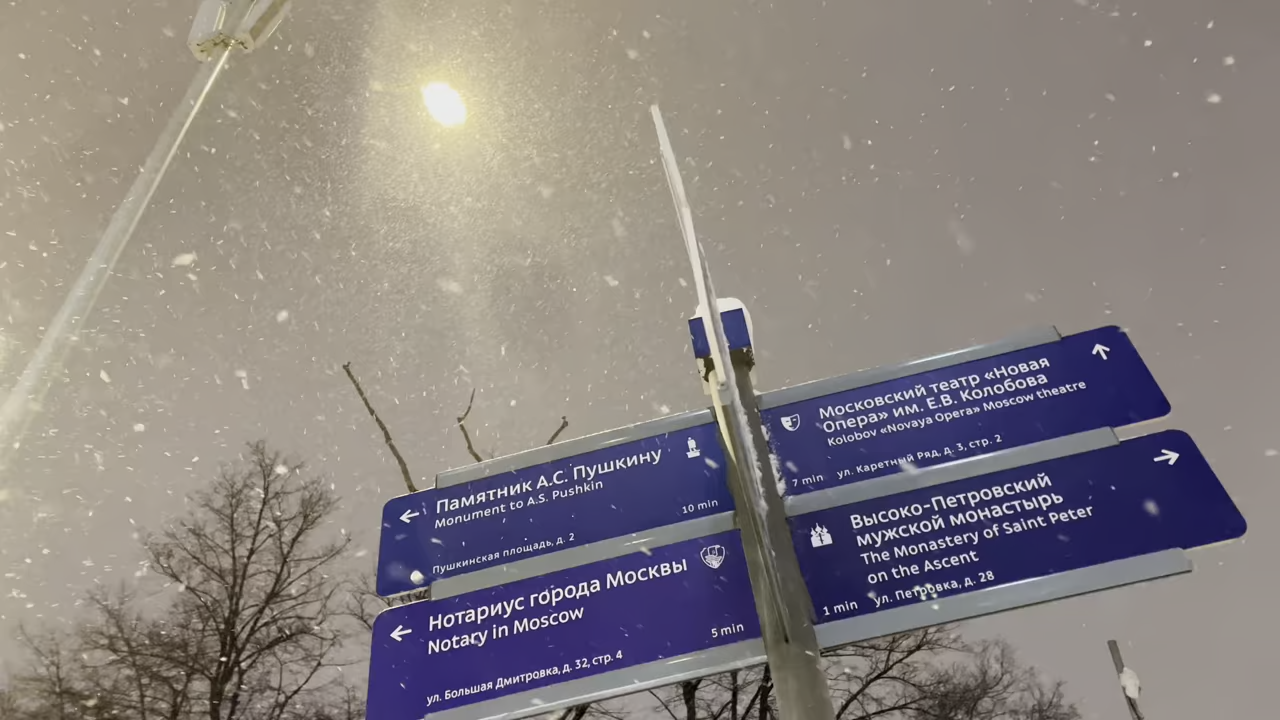 Памятник А.С. Пушкину
Monument to A.S. Pushkin
10 min
Пушкинская площадь, д. 2
Нотариус города Москвы
Notary in Moscow
5 min
ул. Большая Дмитровка, д. 32, стр. 4
Московский театр «Новая
Опера» им. Е.В. Колобова
Kolobov «Novaya Opera» Moscow theatre
7 min ул. Каретный Ряд, д. 3, стр. 2
Высоко-Петровский
мужской монастырь
The Monastery of Saint Peter
on the Ascent
1 min ул. Петровка, д. 28